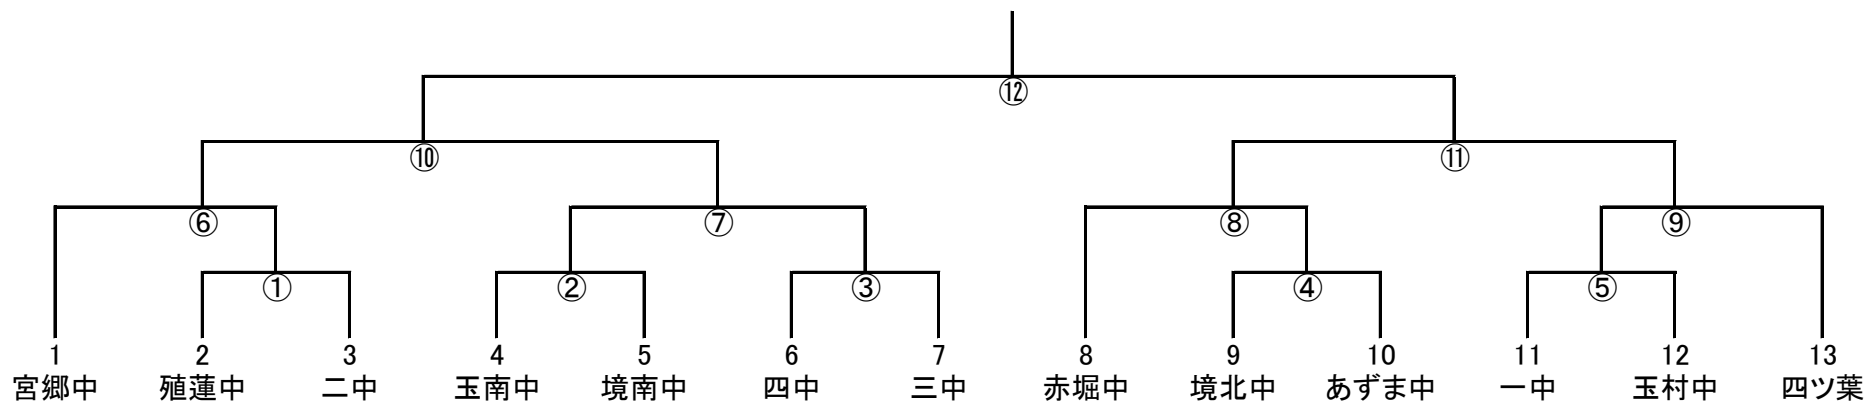 ⑫
⑩ ⑪
⑥ ⑦ ⑧ ⑨
① ② ③ ④ ⑤
1 2 3 4 5 6 7 8 9 10 11 12 13
宮郷中 殖蓮中 二中 玉南中 境南中 四中 三中 赤堀中 境北中 あずま中 一中 玉村中 四ツ葉